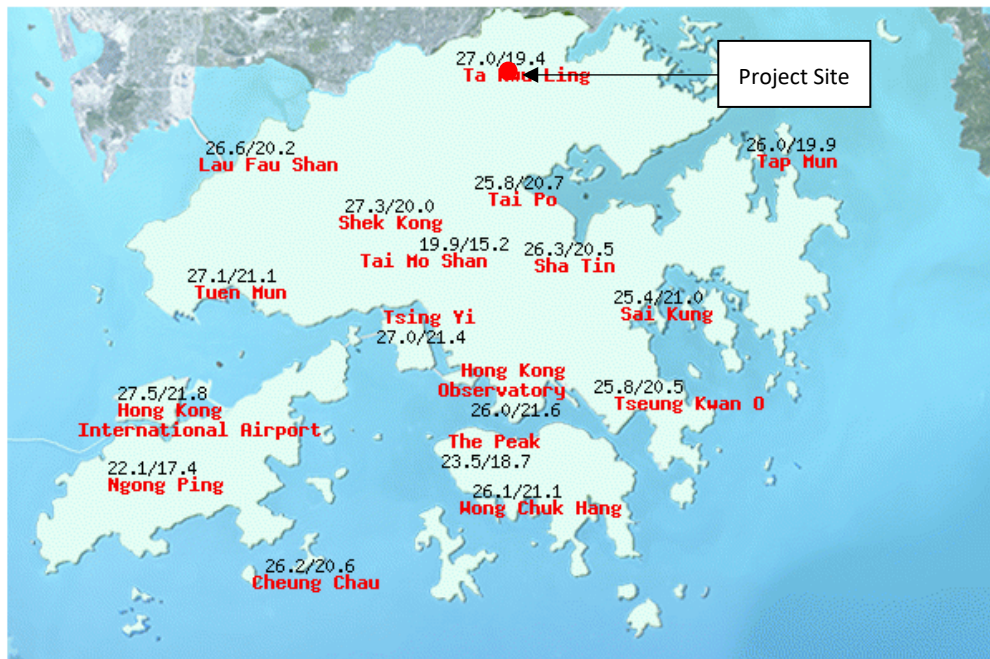 27.0/19.4
Ta Kwu Ling
Project Site
26.6/20.2
Lau Fau Shan
26.0/19.9
Tap Mun
25.8/20.7
Tai Po
27.3/20.0
Shek Kong
19.9/15.2
Tai Mo Shan
26.3/20.5
Sha Tin
27.1/21.1
Tuen Mun
25.4/21.0
Sai Kung
Tsing Yi
27.0/21.4
Hong Kong
Observatory
26.0/21.6
25.8/20.5
Tseung Kwan O
27.5/21.8
Hong Kong
International Airport
The Peak
23.5/18.7
22.1/17.4
Ngong Ping
26.1/21.1
Wong Chuk Hang
26.2/20.6
Cheung Chau